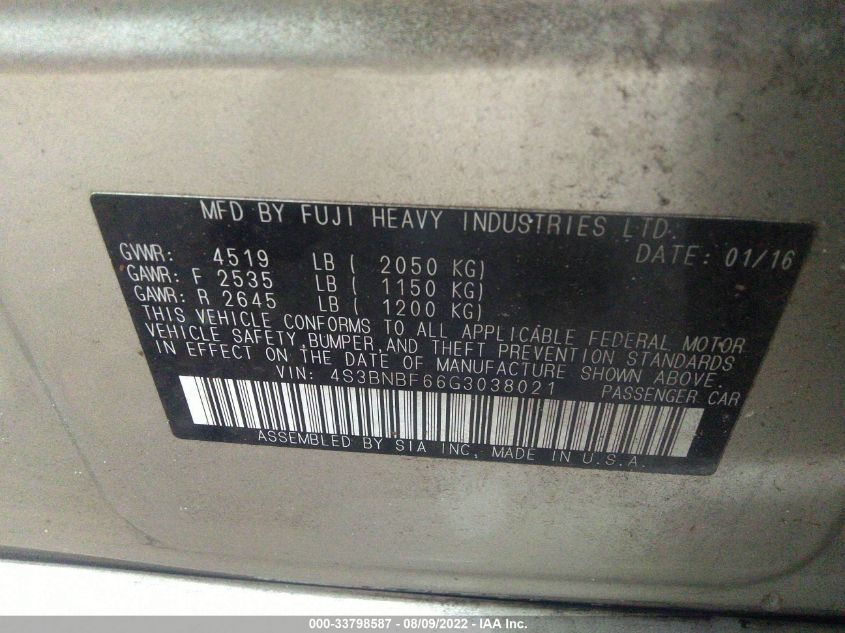 MFD BY FUJI HEAVY INDUSTRIES LTD.
GVWR: 4519 LB ( 2050 KG) DATE: 01/16
GAWR: F 2535 LB ( 1150 KG)
GAWR: R 2645 LB ( 1200 KG)
THIS VEHICLE CONFORMS TO ALL APPLICABLE FEDERAL MOTOR
VEHICLE SAFETY,BUMPER,AND THEFT PREVENTION STANDARDS
IN EFFECT ON THE DATE OF MANUFACTURE SHOWN ABOVE.
VIN: 4S3BNBF66G3038021 PASSENGER CAR
ASSEMBLED BY SIA INC, MADE IN U.S.A.
000-33798587 - 08/09/2022 - IAA Inc.